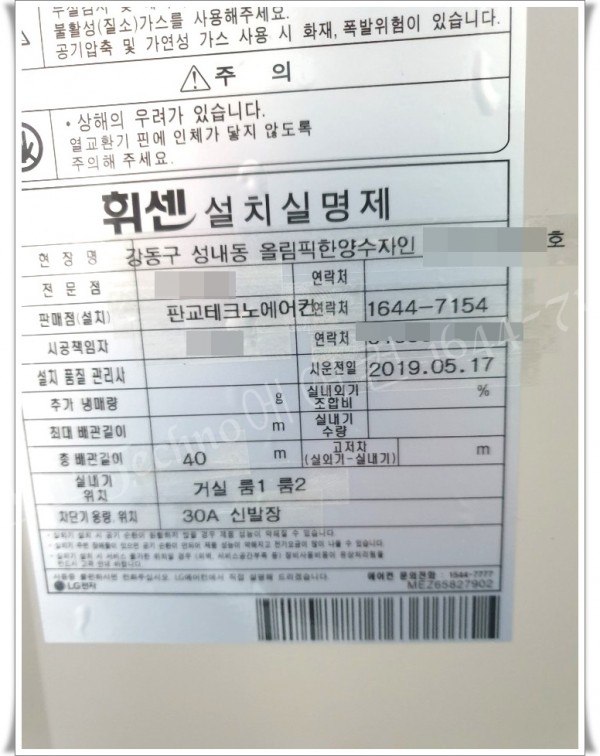 불활성(질소)가스를 사용해주세요.
공기압축 및 가연성 가스 사용 시 화재, 폭발위험이 있습니다.
주 의
• 상해의 우려가 있습니다.
열교환기 핀에 인체가 닿지 않도록
주의해 주세요.
휘센 설치실명제
현 장 명 강동구 성내동 올림픽한양수자인 호
전 문 점 연락처
판매점(설치) 판교테크노에어컨 연락처 1644-7154
시공책임자 연락처
설치 품질 관리사 시운전일 2019.05.17
추가 냉매량 g 실내외기 조합비 %
최대 배관길이 m 실내기 수량
총 배관길이 40 m 고저차 (실외기-실내기) m
실내기 위치 거실 룸1 룸2
차단기 용량, 위치 30A 신발장
LG전자 에어컨 문의전화 : 1544-7777
MEZ65827902